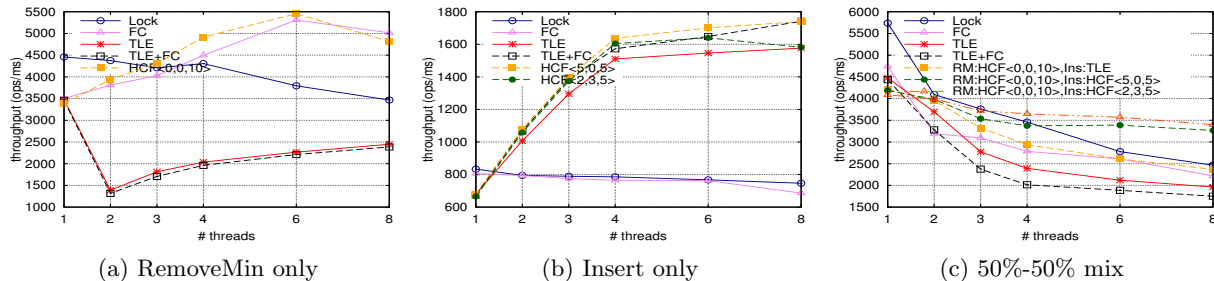 throughput (ops/ms)
5500
5000
4500
4000
3500
3000
2500
2000
1500
1000
1 2 3 4 6 8
# threads
Lock
FC
TLE
TLE+FC
HCF<0,0,10>
(a) RemoveMin only
throughput (ops/ms)
1800
1600
1400
1200
1000
800
600
1 2 3 4 6 8
# threads
Lock
FC
TLE
TLE+FC
HCF<5,0,5>
HCF<2,3,5>
(b) Insert only
throughput (ops/ms)
6000
5500
5000
4500
4000
3500
3000
2500
2000
1500
1 2 3 4 6 8
# threads
Lock
FC
TLE
TLE+FC
RM:HCF<0,0,10>,Ins:TLE
RM:HCF<0,0,10>,Ins:HCF<5,0,5>
RM:HCF<0,0,10>,Ins:HCF<2,3,5>
(c) 50%-50% mix